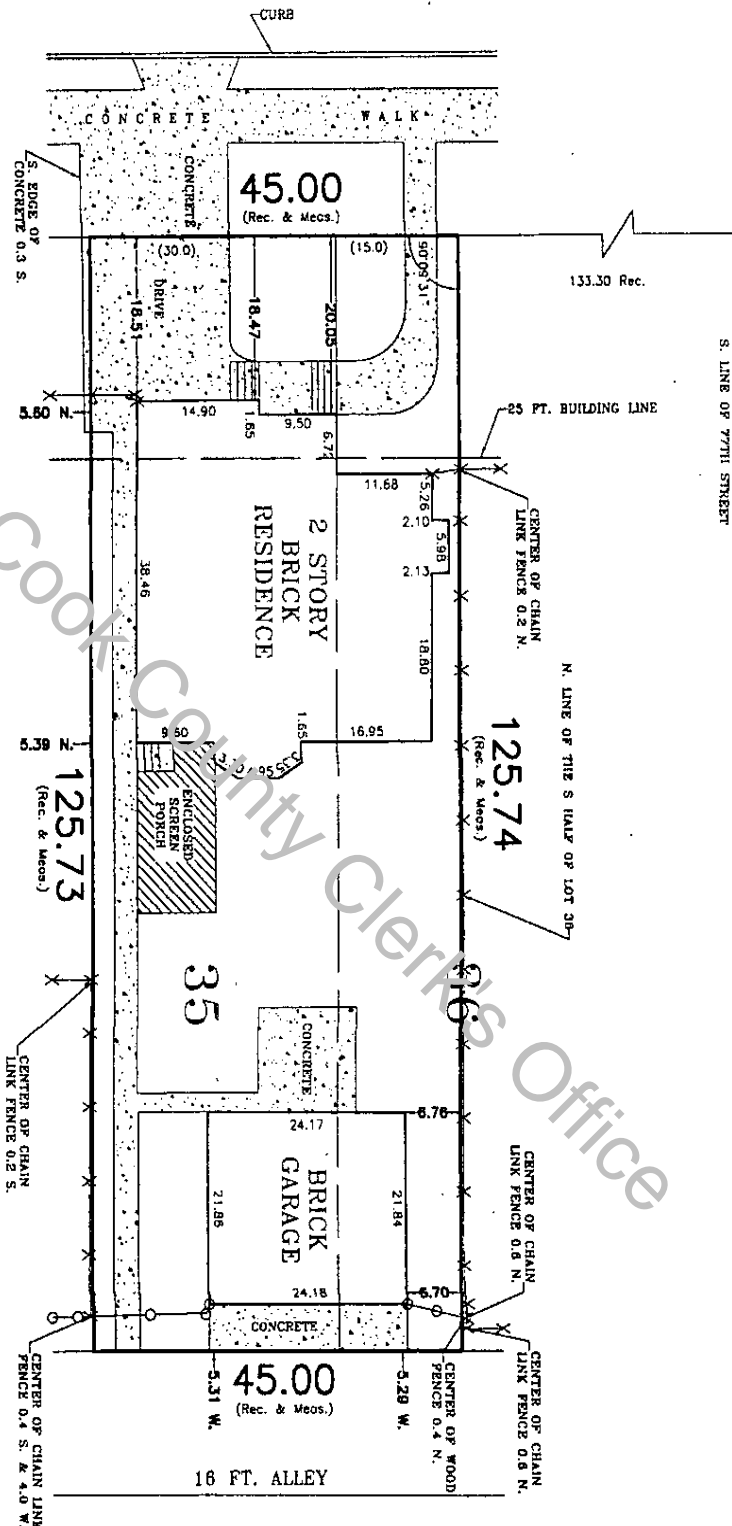 CURB
CONCRETE WALK
S. EDGE OF
CONCRETE 0.3 S.
CONCRETE
DRIVE
45.00
(Rec. & Meas.)
(30.0)
(15.0)
133.30 Rec.
S. LINE OF 77TH STREET
18.51
18.47
20.05
5.60 N.
14.90
1.65
9.50
25 FT. BUILDING LINE
11.68
5.26
2.10
5.98
2.13
CENTER OF CHAIN
LINK FENCE 0.2 N.
2 STORY
BRICK
RESIDENCE
38.46
18.80
N. LINE OF THE S HALF OF LOT 36
125.74
(Rec. & Meas.)
5.39 N.
9.60
1.65
16.95
125.73
(Rec. & Meas.)
ENCLOSED
SCREEN
PORCH
35
36
CONCRETE
CENTER OF CHAIN
LINK FENCE 0.2 S.
24.17
6.76
BRICK
GARAGE
21.86
21.84
24.18
6.70
CONCRETE
CENTER OF CHAIN
LINK FENCE 0.6 N.
CENTER OF CHAIN
LINK FENCE 0.6 N.
CENTER OF WOOD
FENCE 0.4 N.
5.31 W.
5.29 W.
45.00
(Rec. & Meas.)
CENTER OF CHAIN LINK
FENCE 0.4 S. & 4.0 W.
16 FT. ALLEY
Cook County Clerk's Office